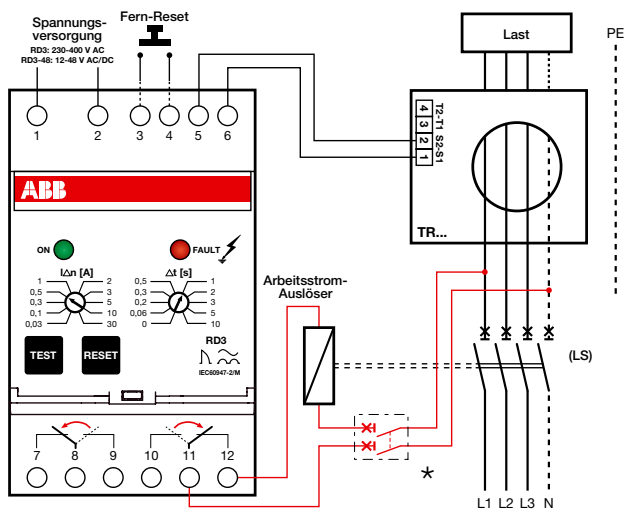 Spannungs-
versorgung
RD3: 230-400 V AC
RD3-48: 12-48 V AC/DC
Fern-Reset
Last
PE
1 2 3 4 5 6
4 3 2 1
T2-T1 S2-S1
TR...
ABB
ON FAULT
I∆n [A]
1 2
0,5 3
0,3 5
0,1 10
0,03 30
∆t [s]
0,5 1
0,3 2
0,2 3
0,06 5
0 10
TEST RESET
RD3
IEC60947-2/M
Arbeitsstrom-
Auslöser
(LS)
7 8 9 10 11 12
*
L1 L2 L3 N